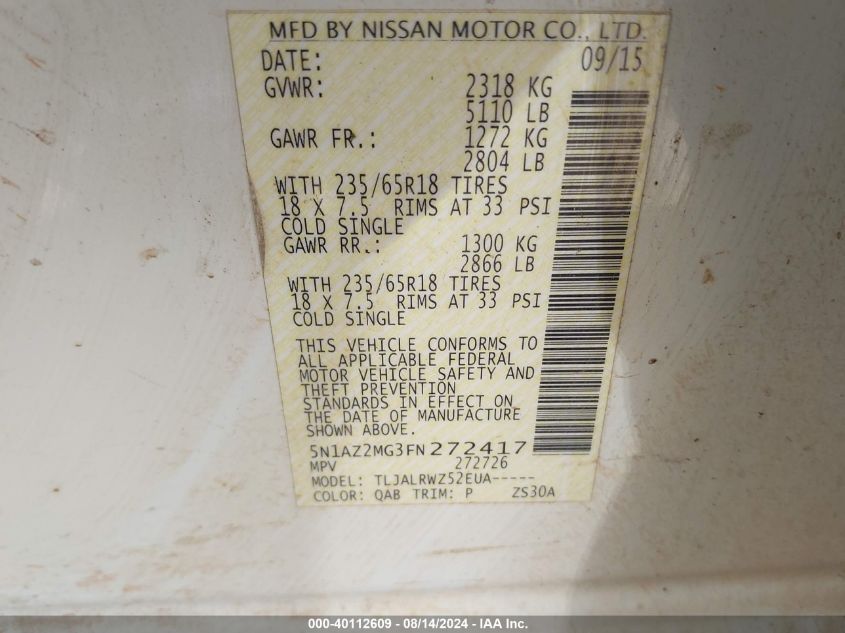 MFD BY NISSAN MOTOR CO., LTD.
DATE: 09/15
GVWR: 2318 KG
5110 LB
GAWR FR.: 1272 KG
2804 LB
WITH 235/65R18 TIRES
18 X 7.5 RIMS AT 33 PSI
COLD SINGLE
GAWR RR.: 1300 KG
2866 LB
WITH 235/65R18 TIRES
18 X 7.5 RIMS AT 33 PSI
COLD SINGLE
THIS VEHICLE CONFORMS TO
ALL APPLICABLE FEDERAL
MOTOR VEHICLE SAFETY AND
THEFT PREVENTION
STANDARDS IN EFFECT ON
THE DATE OF MANUFACTURE
SHOWN ABOVE.
5N1AZ2MG3FN272417
MPV 272726
MODEL: TLJALRWZ52EUA-----
COLOR: QAB TRIM: P ZS30A
000-40112609 - 08/14/2024 - IAA Inc.